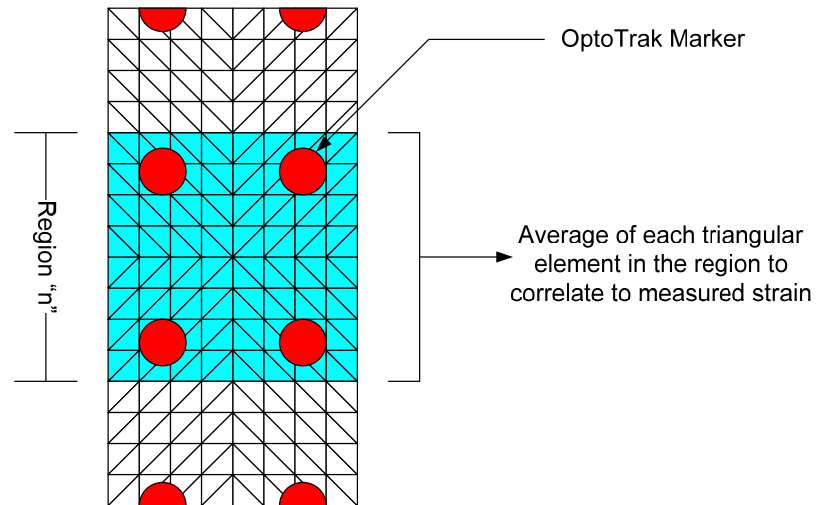 OptoTrak Marker
Region “n”
Average of each triangular
element in the region to
correlate to measured strain